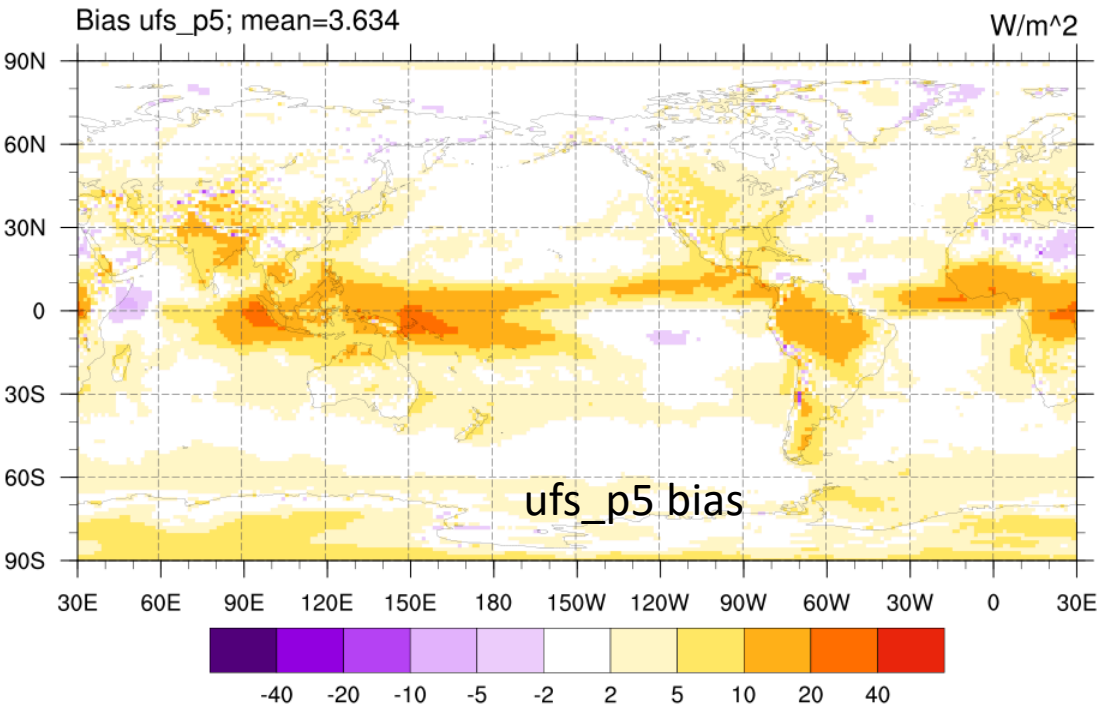 Bias ufs_p5; mean=3.634 W/m^2
90N
60N
30N
0
30S
60S
ufs_p5 bias
90S
30E 60E 90E 120E 150E 180 150W 120W 90W 60W 30W 0 30E
-40 -20 -10 -5 -2 2 5 10 20 40